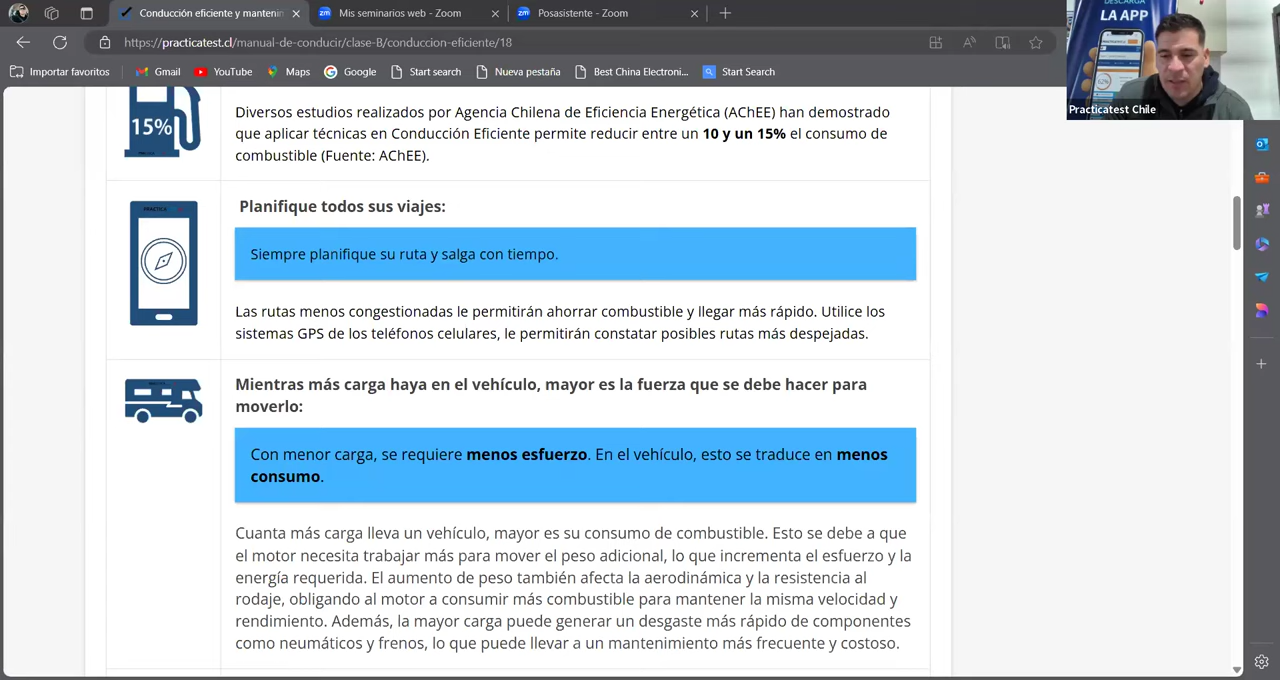 Conducción eficiente y mantenin
Mis seminarios web - Zoom
Posasistente - Zoom
https://practicatest.cl/manual-de-conducir/clase-B/conduccion-eficiente/18
Importar favoritos
Gmail
YouTube
Maps
Google
Start search
Nueva pestaña
Best China Electroni...
Start Search
DESCARGA
LA APP
Practicatest Chile
15%
Diversos estudios realizados por Agencia Chilena de Eficiencia Energética (AChEE) han demostrado
que aplicar técnicas en Conducción Eficiente permite reducir entre un 10 y un 15% el consumo de
combustible (Fuente: AChEE).
Planifique todos sus viajes:
Siempre planifique su ruta y salga con tiempo.
Las rutas menos congestionadas le permitirán ahorrar combustible y llegar más rápido. Utilice los
sistemas GPS de los teléfonos celulares, le permitirán constatar posibles rutas más despejadas.
Mientras más carga haya en el vehículo, mayor es la fuerza que se debe hacer para
moverlo:
Con menor carga, se requiere menos esfuerzo. En el vehículo, esto se traduce en menos
consumo.
Cuanta más carga lleva un vehículo, mayor es su consumo de combustible. Esto se debe a que
el motor necesita trabajar más para mover el peso adicional, lo que incrementa el esfuerzo y la
energía requerida. El aumento de peso también afecta la aerodinámica y la resistencia al
rodaje, obligando al motor a consumir más combustible para mantener la misma velocidad y
rendimiento. Además, la mayor carga puede generar un desgaste más rápido de componentes
como neumáticos y frenos, lo que puede llevar a un mantenimiento más frecuente y costoso.